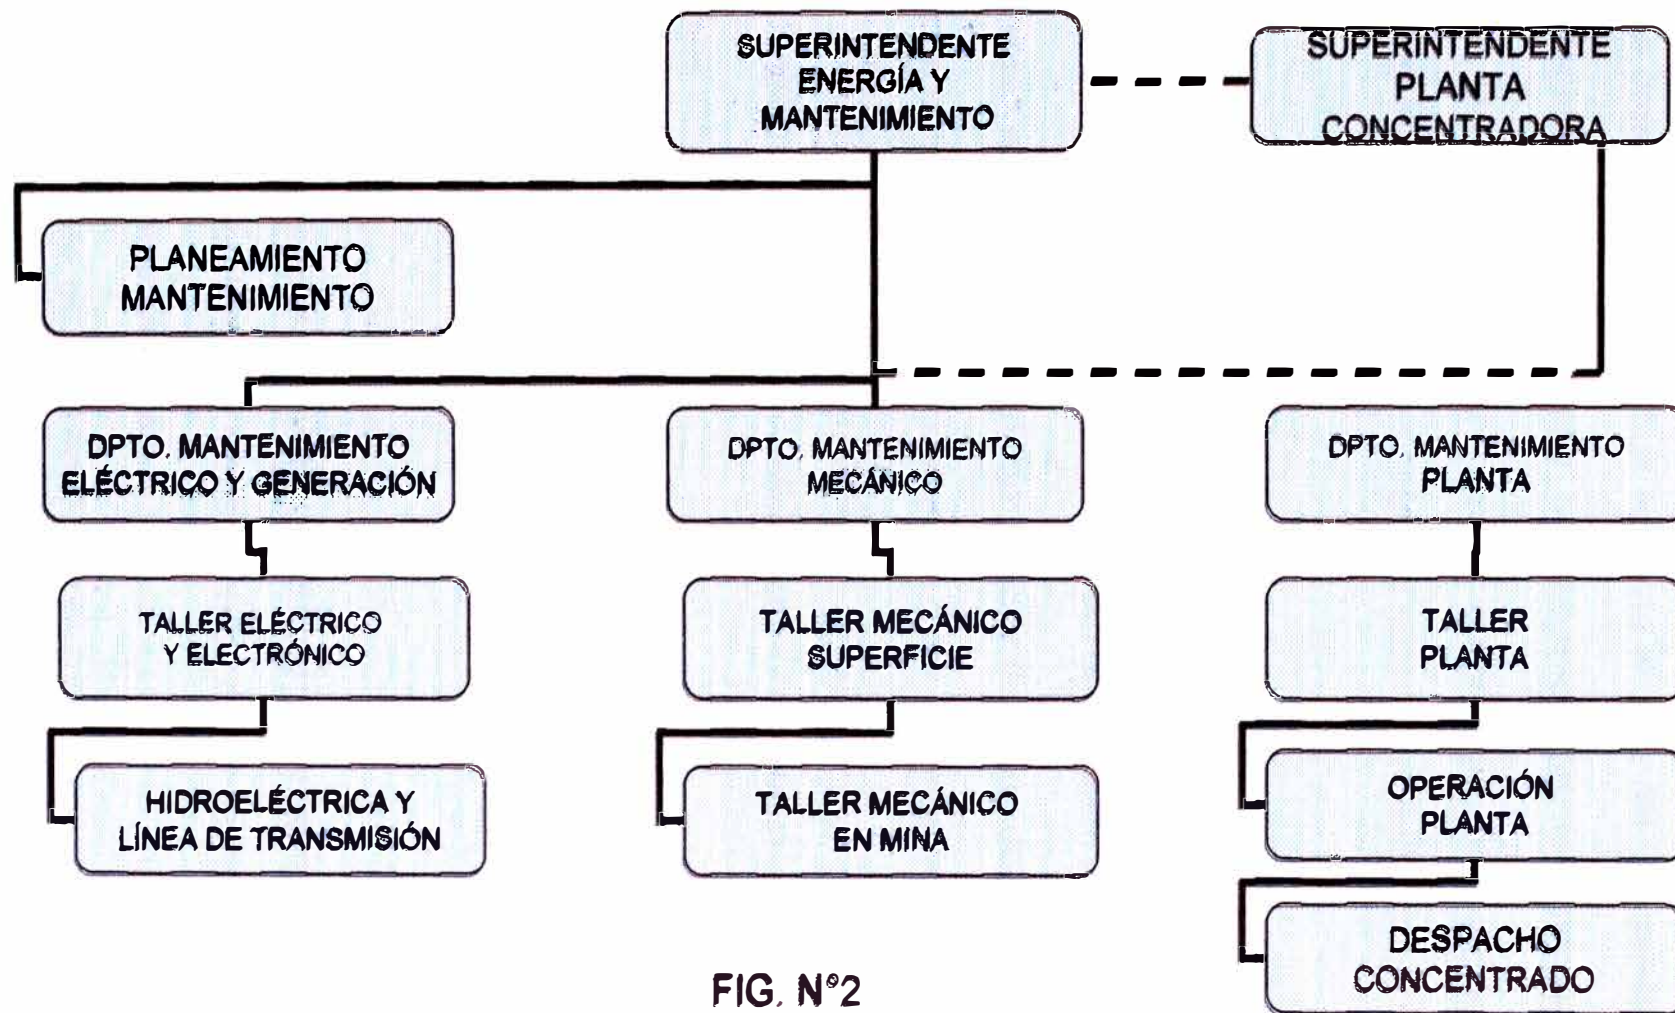 SUPERINTENDENTE
ENERGÍA Y
MANTENIMIENTO
SUPERINTENDENTE
PLANTA
CONCENTRADORA
PLANEAMIENTO
MANTENIMIENTO
DPTO. MANTENIMIENTO
ELÉCTRICO Y GENERACIÓN
DPTO. MANTENIMIENTO
MECÁNICO
DPTO. MANTENIMIENTO
PLANTA
TALLER ELÉCTRICO
Y ELECTRÓNICO
TALLER MECÁNICO
SUPERFICIE
TALLER
PLANTA
HIDROELÉCTRICA Y
LÍNEA DE TRANSMISIÓN
TALLER MECÁNICO
EN MINA
OPERACIÓN
PLANTA
DESPACHO
CONCENTRADO
FIG. N°2